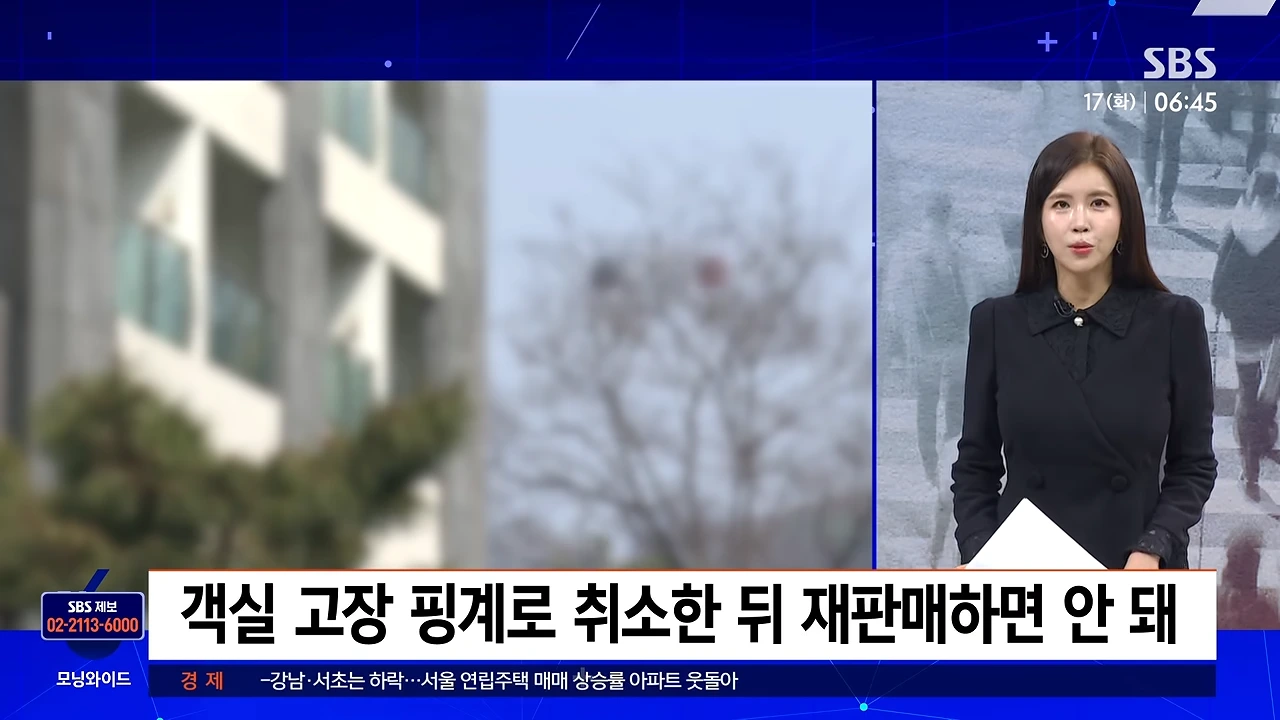 SBS
17(화) 06:45
객실 고장 핑계로 취소한 뒤 재판매하면 안 돼
SBS 제보
02-2113-6000
모닝와이드
경제 -강남·서초는 하락…서울 연립주택 매매 상승률 아파트 웃돌아